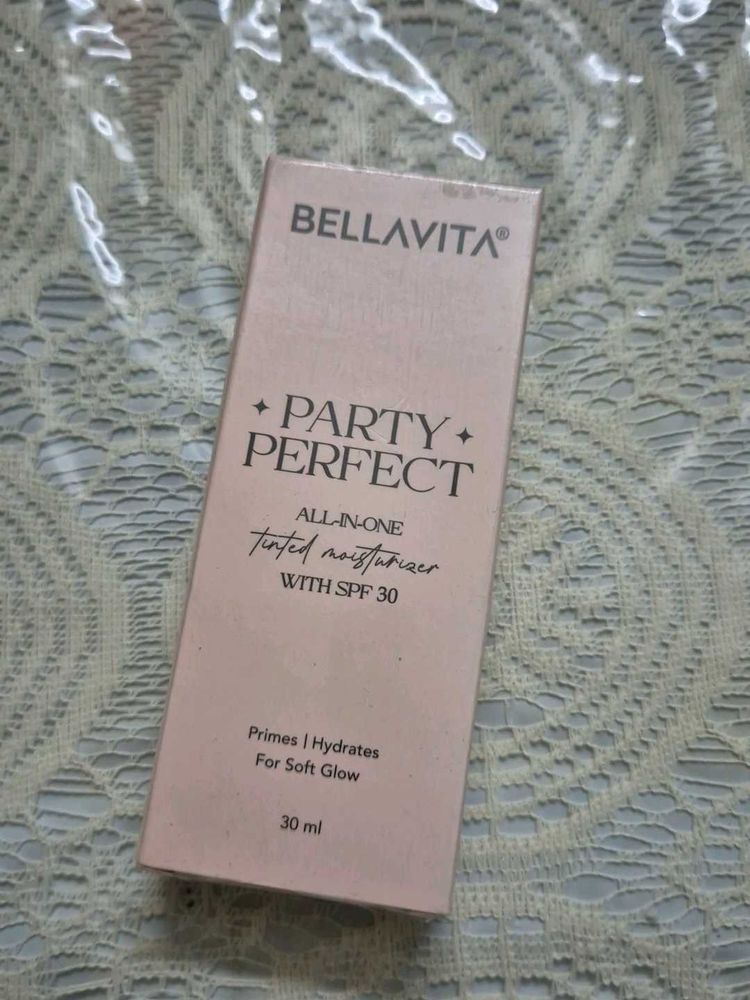 BELLAVITA®
PARTY
PERFECT
ALL-IN-ONE
tinted moisturizer
WITH SPF 30
Primes | Hydrates
For Soft Glow
30 ml